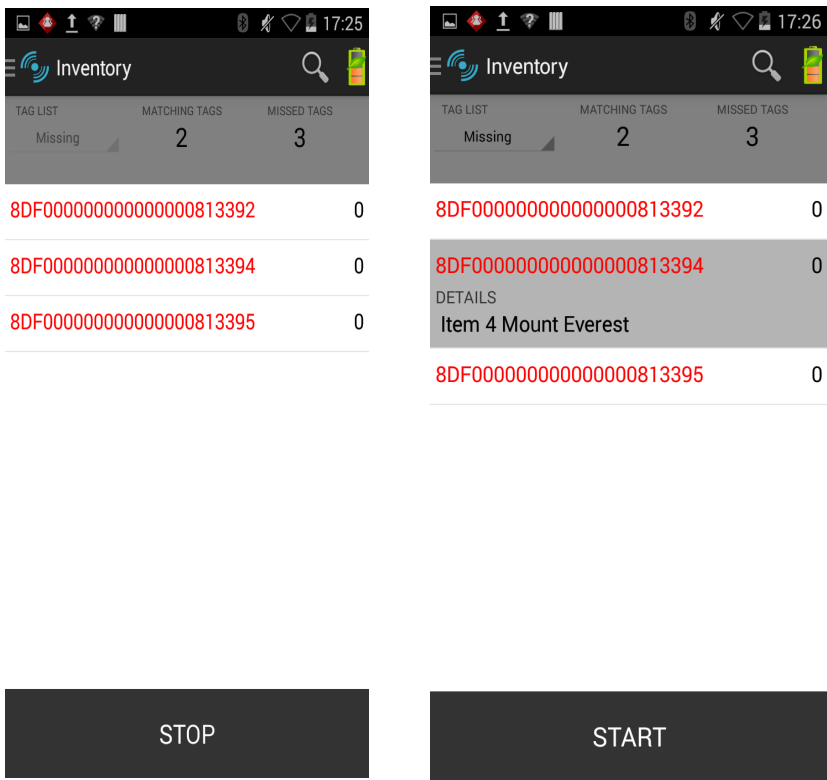 17:25
Inventory
TAG LIST MATCHING TAGS MISSED TAGS
Missing 2 3
8DF000000000000000813392 0
8DF000000000000000813394 0
8DF000000000000000813395 0
STOP
17:26
Inventory
TAG LIST MATCHING TAGS MISSED TAGS
Missing 2 3
8DF000000000000000813392 0
8DF000000000000000813394 0
DETAILS
Item 4 Mount Everest
8DF000000000000000813395 0
START